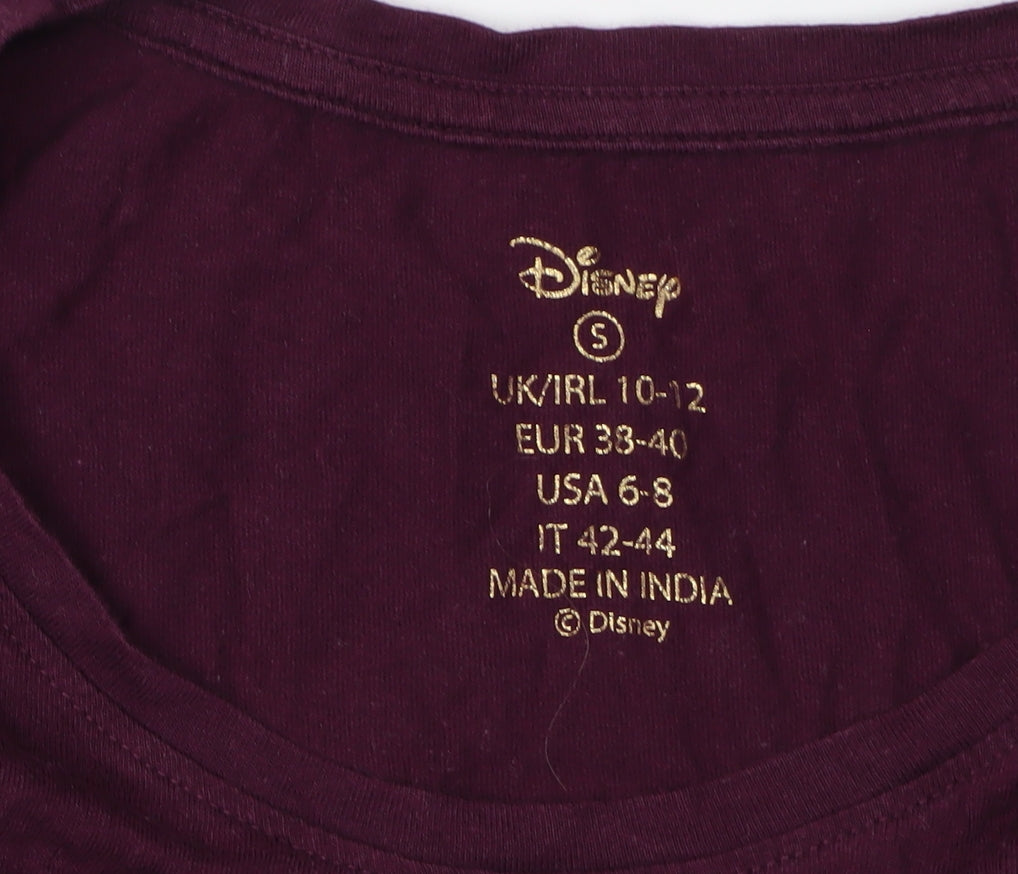 Disney
S
UK/IRL 10-12
EUR 38-40
USA 6-8
IT 42-44
MADE IN INDIA
© Disney